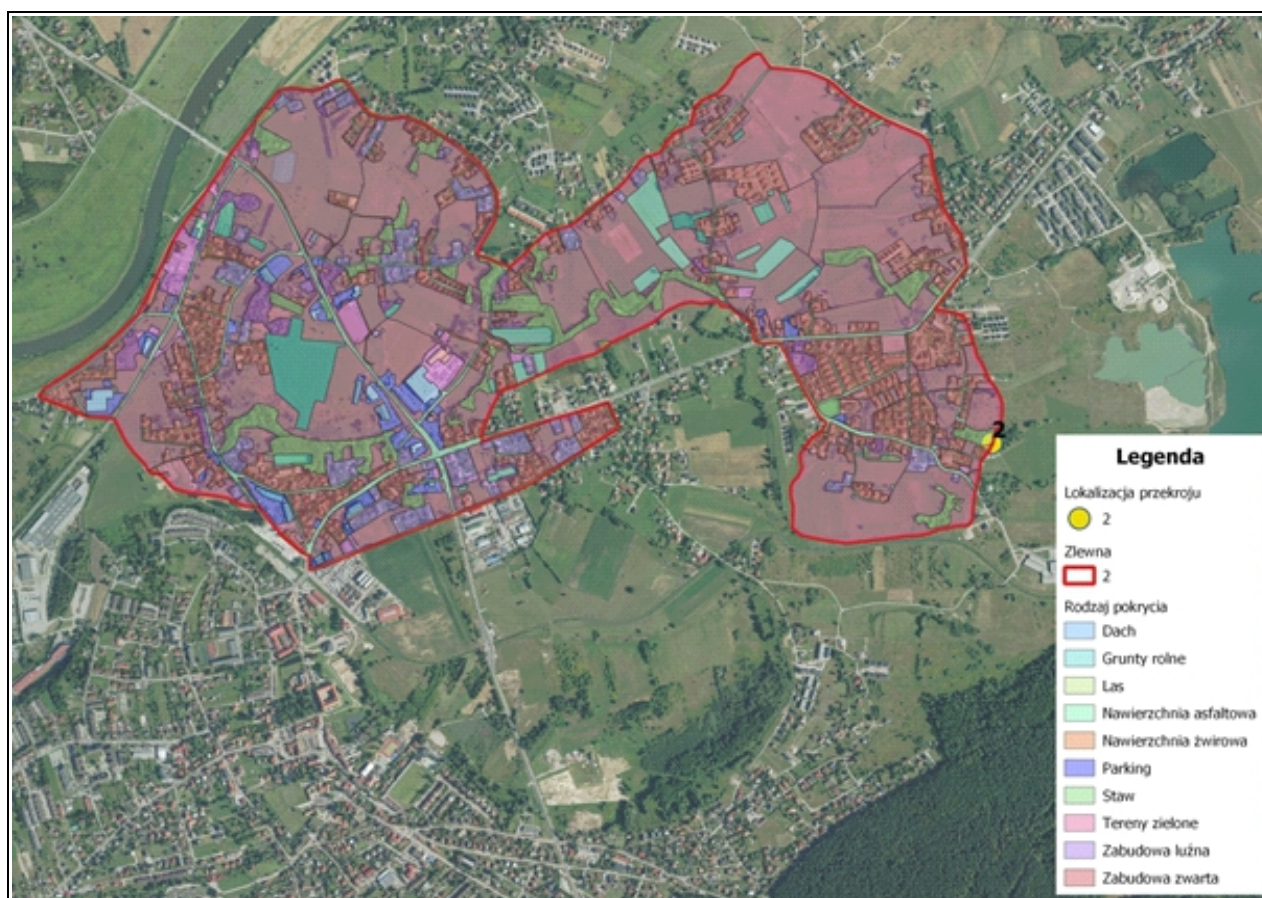 2
Legenda
Lokalizacja przekroju
2
Zlewna
2
Rodzaj pokrycia
Dach
Grunty rolne
Las
Nawierzchnia asfaltowa
Nawierzchnia żwirowa
Parking
Staw
Tereny zielone
Zabudowa luźna
Zabudowa zwarta